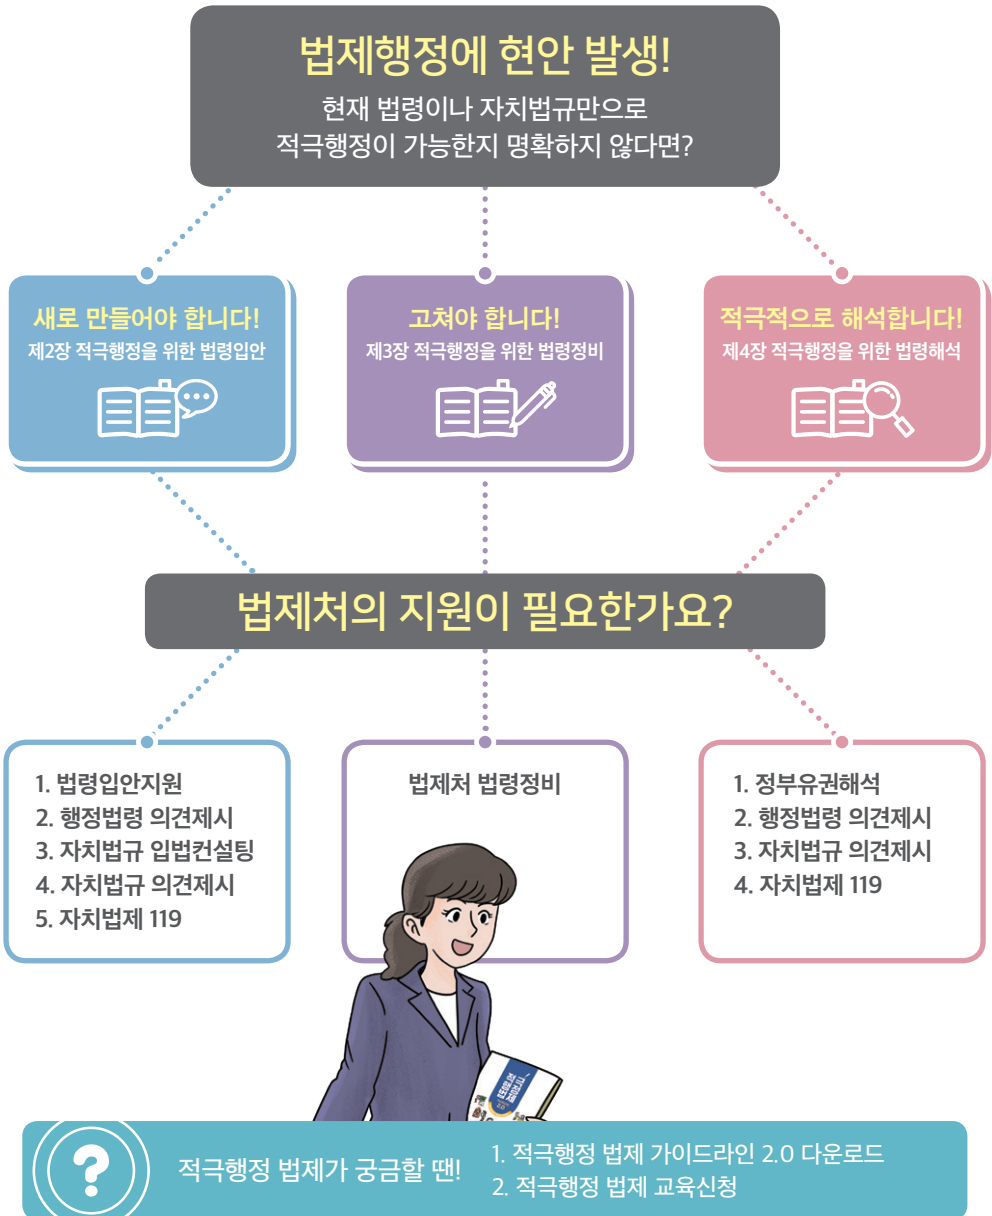 법제행정에 현안 발생!
현재 법령이나 자치법규만으로
적극행정이 가능한지 명확하지 않다면?
새로 만들어야 합니다!
제2장 적극행정을 위한 법령입안
고쳐야 합니다!
제3장 적극행정을 위한 법령정비
적극적으로 해석합니다!
제4장 적극행정을 위한 법령해석
법제처의 지원이 필요한가요?
1. 법령입안지원
2. 행정법령 의견제시
3. 자치법규 입법컨설팅
4. 자치법규 의견제시
5. 자치법제 119
법제처 법령정비
1. 정부유권해석
2. 행정법령 의견제시
3. 자치법규 의견제시
4. 자치법제 119
?
적극행정 법제가 궁금할 땐!
1. 적극행정 법제 가이드라인 2.0 다운로드
2. 적극행정 법제 교육신청